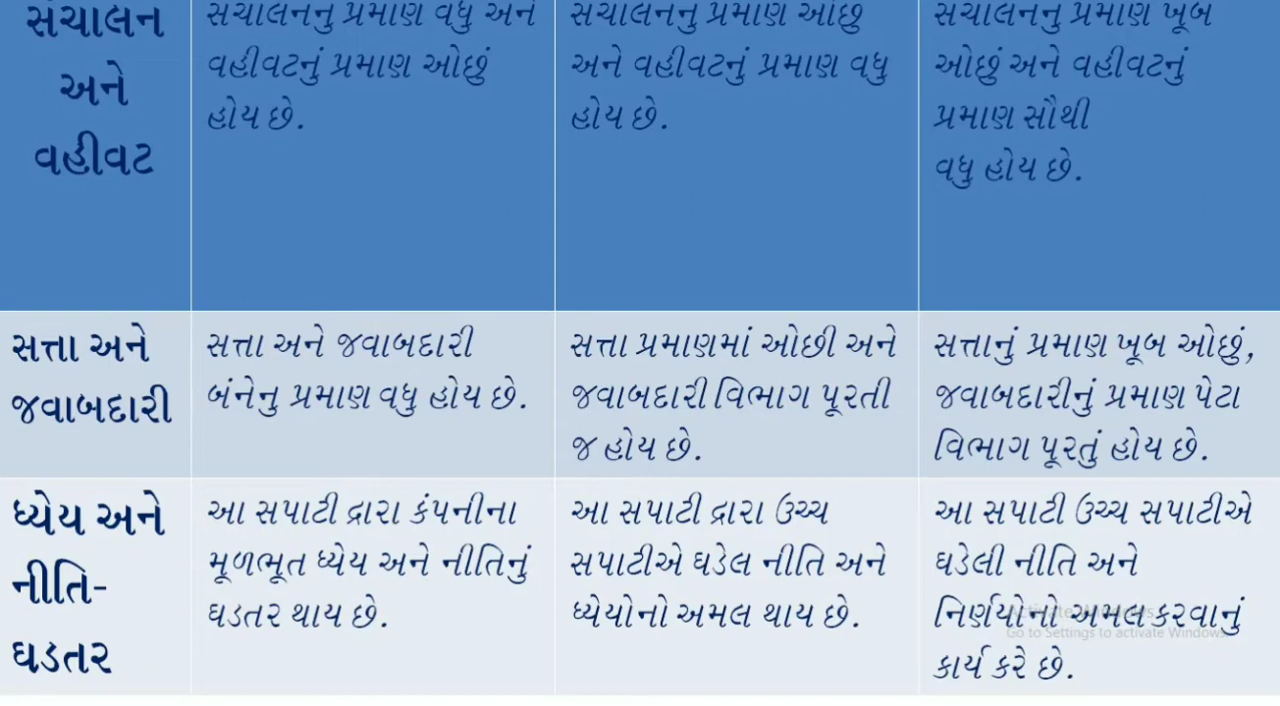 સંચાલન
અને
વહીવટ
સંચાલનનુ પ્રમાણ વધુ અને
વહીવટનું પ્રમાણ ઓછું
હોય છે.
સંચાલનનુ પ્રમાણ ઓછુ
અને વહીવટનું પ્રમાણ વધુ
હોય છે.
સંચાલનનુ પ્રમાણ ખૂબ
ઓછું અને વહીવટનું
પ્રમાણ સૌથી
વધુ હોય છે.
સત્તા અને
જવાબદારી
સત્તા અને જવાબદારી
બંનેનુ પ્રમાણ વધુ હોય છે.
સત્તા પ્રમાણમાં ઓછી અને
જવાબદારી વિભાગ પૂરતી
જ હોય છે.
સત્તાનું પ્રમાણ ખૂબ ઓછું,
જવાબદારીનું પ્રમાણ પેટા
વિભાગ પૂરતું હોય છે.
ધ્યેય અને
નીતિ-
ઘડતર
આ સપાટી દ્રારા કંપનીના
મૂળભૂત ધ્યેય અને નીતિનું
ઘડતર થાય છે.
આ સપાટી દ્રારા ઉચ્ચ
સપાટીએ ઘડેલ નીતિ અને
ધ્યેયોનો અમલ થાય છે.
આ સપાટી ઉચ્ચ સપાટીએ
ઘડેલી નીતિ અને
નિર્ણયોનો અમલ કરવાનું
કાર્ય કરે છે.
Activate Windows
Go to Settings to activate Windows.